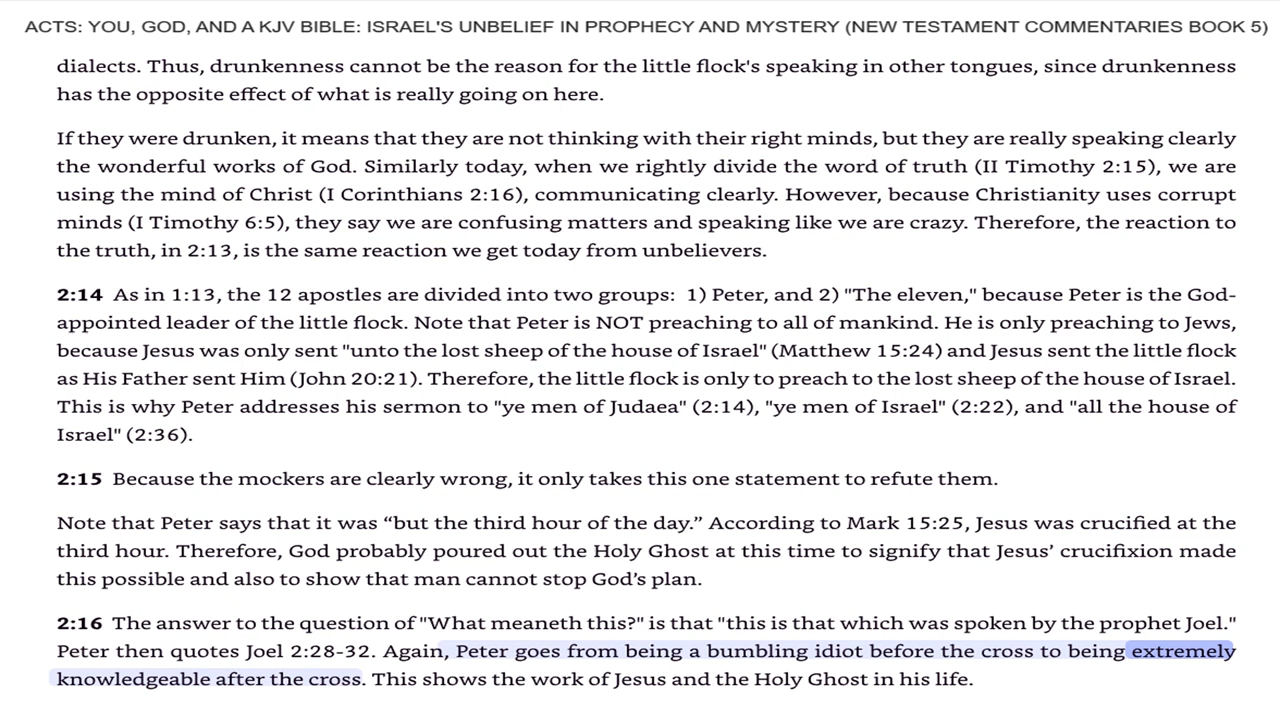 ACTS: YOU, GOD, AND A KJV BIBLE: ISRAEL'S UNBELIEF IN PROPHECY AND MYSTERY (NEW TESTAMENT COMMENTARIES BOOK 5)
dialects. Thus, drunkenness cannot be the reason for the little flock's speaking in other tongues, since drunkenness
has the opposite effect of what is really going on here.
If they were drunken, it means that they are not thinking with their right minds, but they are really speaking clearly
the wonderful works of God. Similarly today, when we rightly divide the word of truth (II Timothy 2:15), we are
using the mind of Christ (I Corinthians 2:16), communicating clearly. However, because Christianity uses corrupt
minds (I Timothy 6:5), they say we are confusing matters and speaking like we are crazy. Therefore, the reaction to
the truth, in 2:13, is the same reaction we get today from unbelievers.
2:14 As in 1:13, the 12 apostles are divided into two groups: 1) Peter, and 2) "The eleven," because Peter is the God-
appointed leader of the little flock. Note that Peter is NOT preaching to all of mankind. He is only preaching to Jews,
because Jesus was only sent "unto the lost sheep of the house of Israel" (Matthew 15:24) and Jesus sent the little flock
as His Father sent Him (John 20:21). Therefore, the little flock is only to preach to the lost sheep of the house of Israel.
This is why Peter addresses his sermon to "ye men of Judaea" (2:14), "ye men of Israel" (2:22), and "all the house of
Israel" (2:36).
2:15 Because the mockers are clearly wrong, it only takes this one statement to refute them.
Note that Peter says that it was “but the third hour of the day.” According to Mark 15:25, Jesus was crucified at the
third hour. Therefore, God probably poured out the Holy Ghost at this time to signify that Jesus’ crucifixion made
this possible and also to show that man cannot stop God’s plan.
2:16 The answer to the question of "What meaneth this?" is that "this is that which was spoken by the prophet Joel."
Peter then quotes Joel 2:28-32. Again, Peter goes from being a bumbling idiot before the cross to being extremely
knowledgeable after the cross. This shows the work of Jesus and the Holy Ghost in his life.